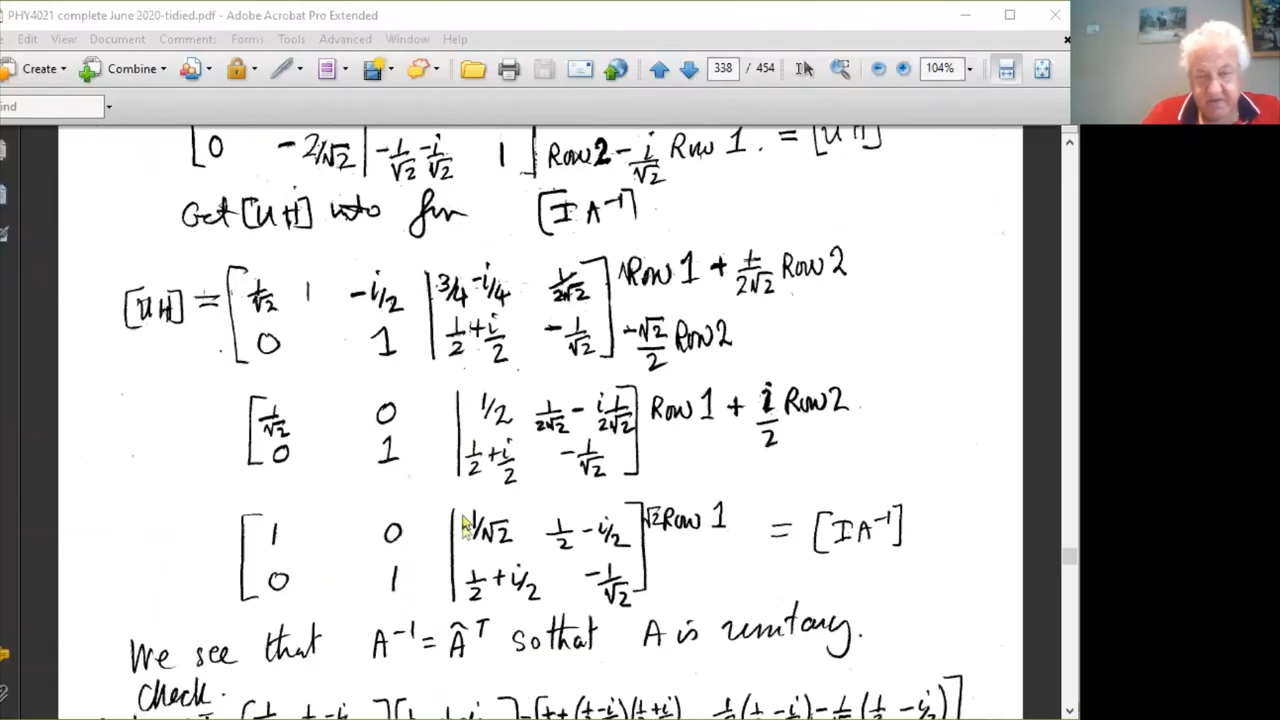 PHY4021 complete June 2020-tidied.pdf - Adobe Acrobat Pro Extended
Edit View Document Comments Forms Tools Advanced Window Help
Create Combine 338 / 454 104%
ind
[0 -2/√2 | -1/√2 - i/√2 1] Row 2 - i/√2 Row 1. = [U H]
Get [U H] into form [I A⁻¹]
[U H] = [1/√2 -i/2 | 3/4 - i/4 1/2√2] Row 1 + 1/2√2 Row 2
[0 1 | 1/2 + i/2 -1/√2] -√2/2 Row 2
[1/√2 0 | 1/2 1/2√2 - i 1/2√2] Row 1 + i/2 Row 2
[0 1 | 1/2 + i/2 -1/√2]
[1 0 | 1/√2 1/2 - i/2] √2 Row 1 = [I A⁻¹]
[0 1 | 1/2 + i/2 -1/√2]
We see that A⁻¹ = Ãᵀ so that A is unitary.
Check.